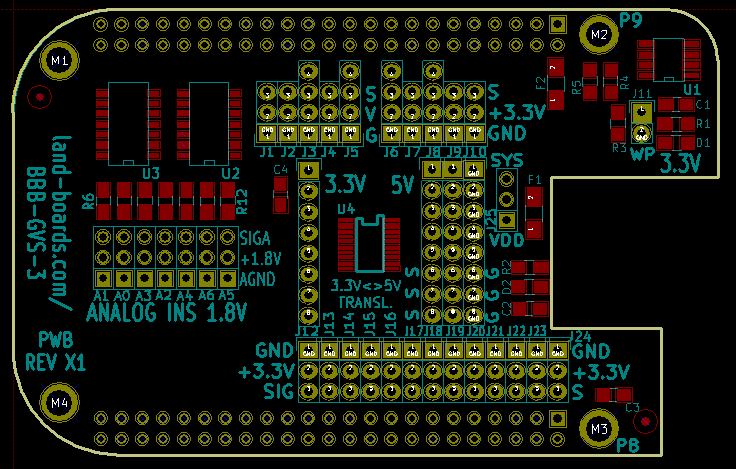 P9
M1
M2
U1
F2
R5
R4
J11
C1
R1
D1
R3
WP
3.3V
S
V
G
S
+3.3V
GND
J1 J2 J3 J4 J5
J6 J7 J8 J9 J10
U3
U2
C4
3.3V
5V
SYS
F1
J25
VDD
land-boards.com/
BBB-GVS-3
R6
R12
U4
3.3V<>5V
TRANSL.
SIGA
+1.8V
AGND
A1 A0 A3 A2 A4 A6 A5
ANALOG INS 1.8V
S G
S G
S G
R2
D2
C2
PWB
REV X1
J12 J13 J14 J15 J16 J17 J18 J19 J20 J21 J22 J23 J24
GND
+3.3V
SIG
GND
+3.3V
S
M4
M3
C3
P8